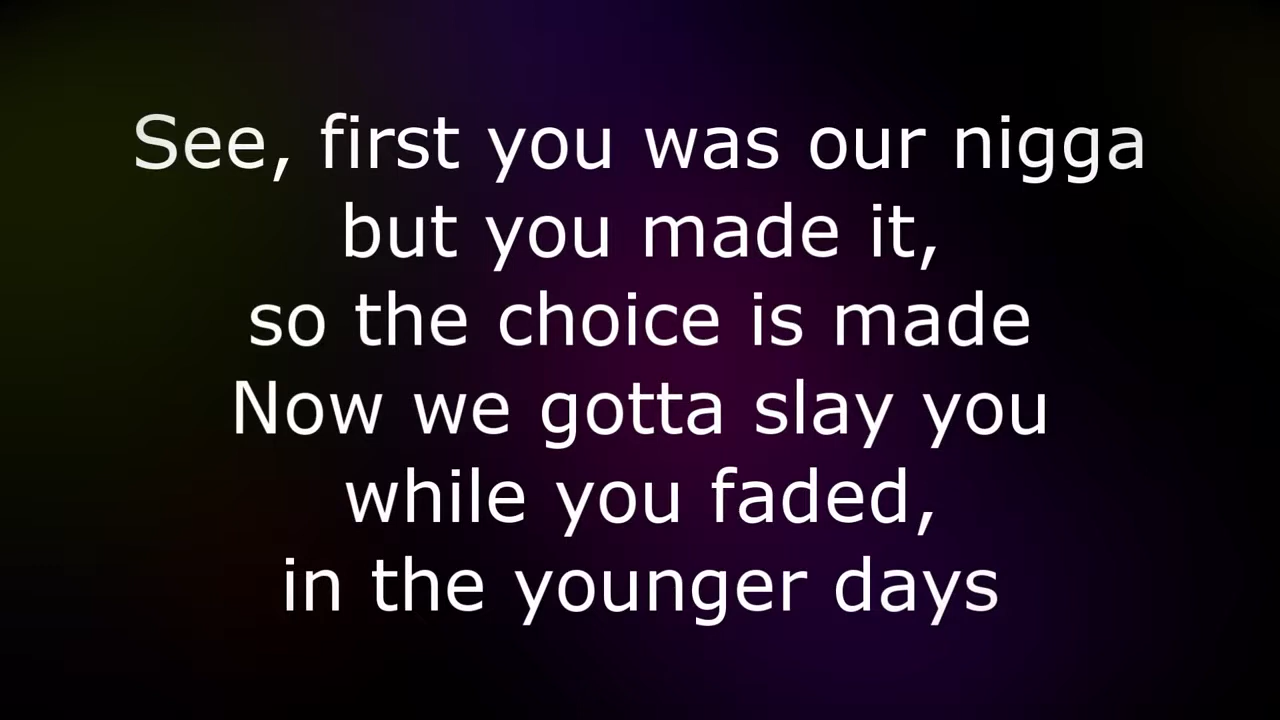 See, first you was our nigga
but you made it,
so the choice is made
Now we gotta slay you
while you faded,
in the younger days